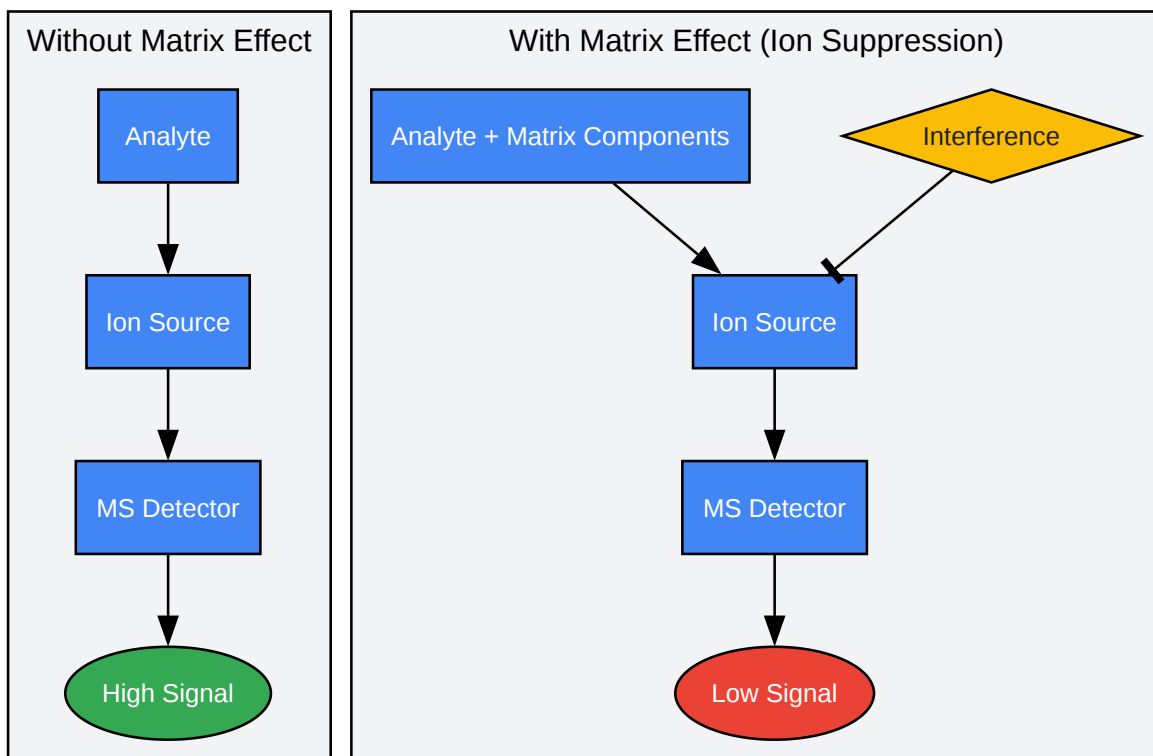 Without Matrix Effect
Analyte
Ion Source
MS Detector
High Signal
With Matrix Effect (Ion Suppression)
Analyte + Matrix Components
Interference
Ion Source
MS Detector
Low Signal